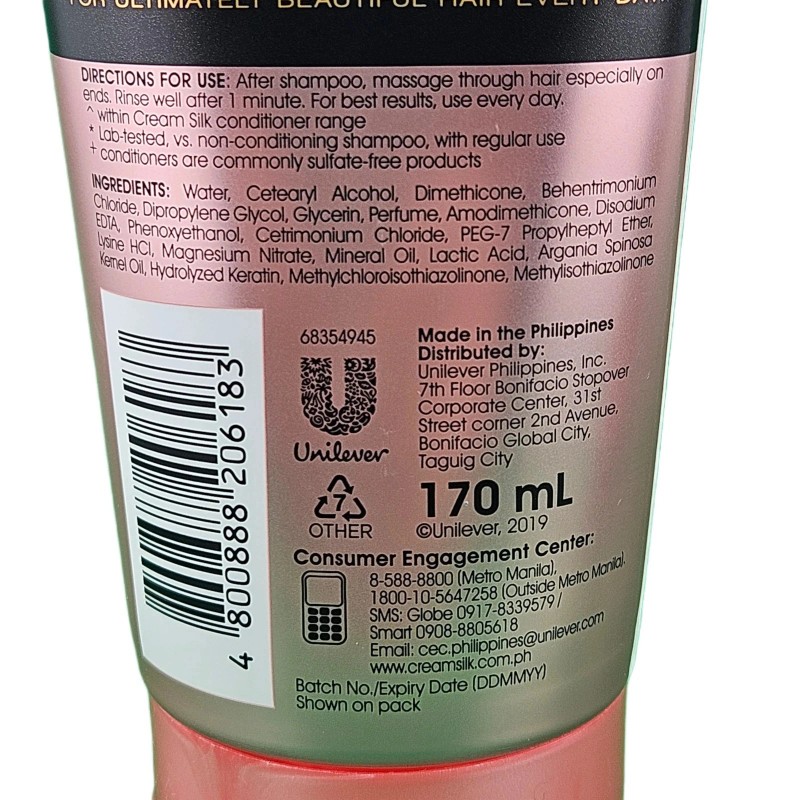 FOR ULTIMATELY BEAUTIFUL HAIR EVERY DAY
DIRECTIONS FOR USE: After shampoo, massage through hair especially on
ends. Rinse well after 1 minute. For best results, use every day.
^ within Cream Silk conditioner range
* Lab-tested, vs. non-conditioning shampoo, with regular use
+ conditioners are commonly sulfate-free products
INGREDIENTS: Water, Cetearyl Alcohol, Dimethicone, Behentrimonium
Chloride, Dipropylene Glycol, Glycerin, Perfume, Amodimethicone, Disodium
EDTA, Phenoxyethanol, Cetrimonium Chloride, PEG-7 Propylheptyl Ether,
Lysine HCl, Magnesium Nitrate, Mineral Oil, Lactic Acid, Argania Spinosa
Kernel Oil, Hydrolyzed Keratin, Methylchloroisothiazolinone, Methylisothiazolinone
4 800888 206183
68354945
Unilever
7
OTHER
Made in the Philippines
Distributed by:
Unilever Philippines, Inc.
7th Floor Bonifacio Stopover
Corporate Center, 31st
Street corner 2nd Avenue,
Bonifacio Global City,
Taguig City
170 mL
©Unilever, 2019
Consumer Engagement Center:
8-588-8800 (Metro Manila),
1800-10-5647258 (Outside Metro Manila).
SMS: Globe 0917-8339579 /
Smart 0908-8805618
Email: cec.philippines@unilever.com
www.creamsilk.com.ph
Batch No./Expiry Date (DDMMYY)
Shown on pack